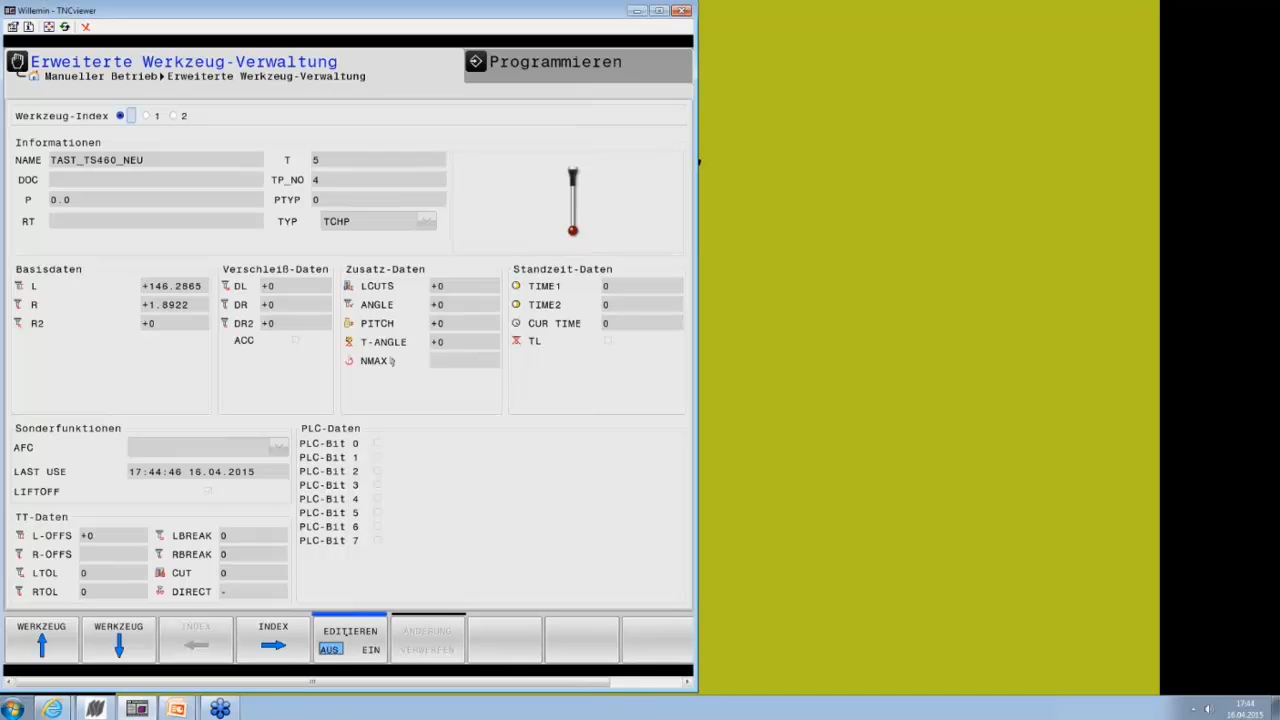 Willemin - TNCviewer
Erweiterte Werkzeug-Verwaltung
Programmieren
Manueller Betrieb▶Erweiterte Werkzeug-Verwaltung
Werkzeug-Index 1 2
Informationen
NAME TAST_TS460_NEU T 5
DOC TP_NO 4
P 0.0 PTYP 0
RT TYP TCHP
Basisdaten Verschleiß-Daten Zusatz-Daten Standzeit-Daten
L +146.2865 DL +0 LCUTS +0 TIME1 0
R +1.8922 DR +0 ANGLE +0 TIME2 0
R2 +0 DR2 +0 PITCH +0 CUR TIME 0
ACC T-ANGLE +0 TL
NMAX
Sonderfunktionen PLC-Daten
AFC PLC-Bit 0
PLC-Bit 1
LAST USE 17:44:46 16.04.2015 PLC-Bit 2
PLC-Bit 3
LIFTOFF PLC-Bit 4
TT-Daten PLC-Bit 5
PLC-Bit 6
L-OFFS +0 LBREAK 0 PLC-Bit 7
R-OFFS RBREAK 0
LTOL 0 CUT 0
RTOL 0 DIRECT -
WERKZEUG WERKZEUG INDEX INDEX EDITIEREN ÄNDERUNG
AUS EIN VERWERFEN
17:44
16.04.2015